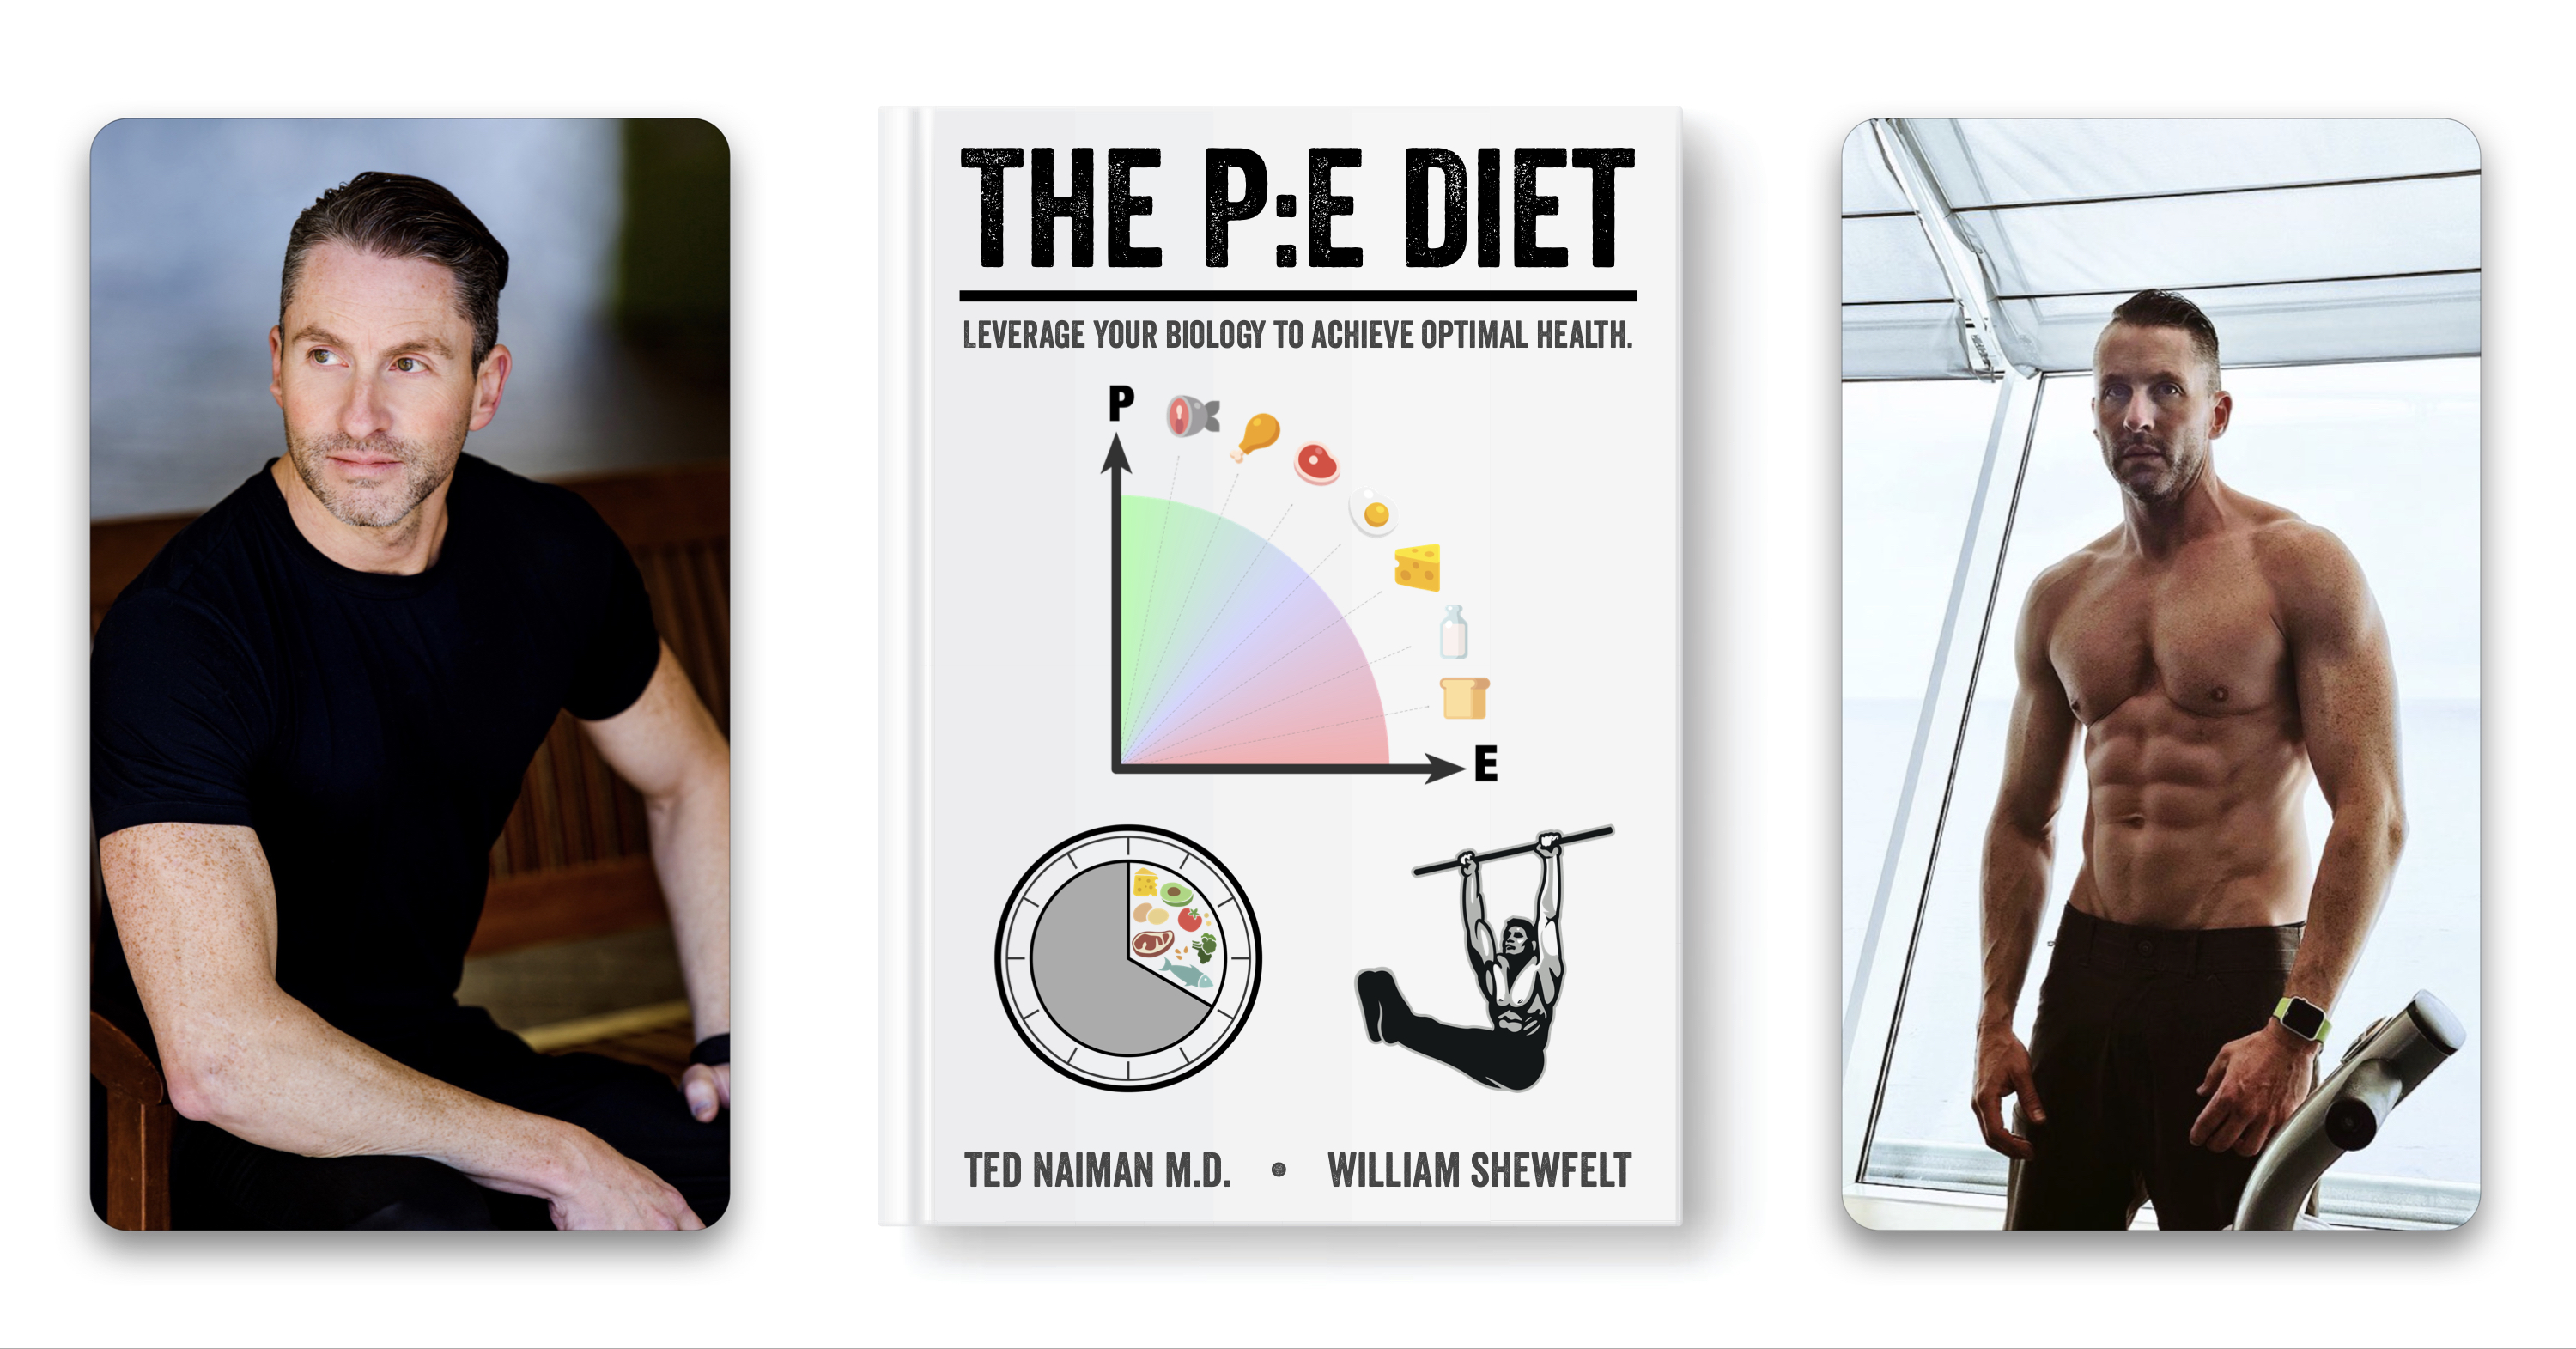 THE P:E DIET
LEVERAGE YOUR BIOLOGY TO ACHIEVE OPTIMAL HEALTH.
P
E
TED NAIMAN M.D. • WILLIAM SHEWFELT